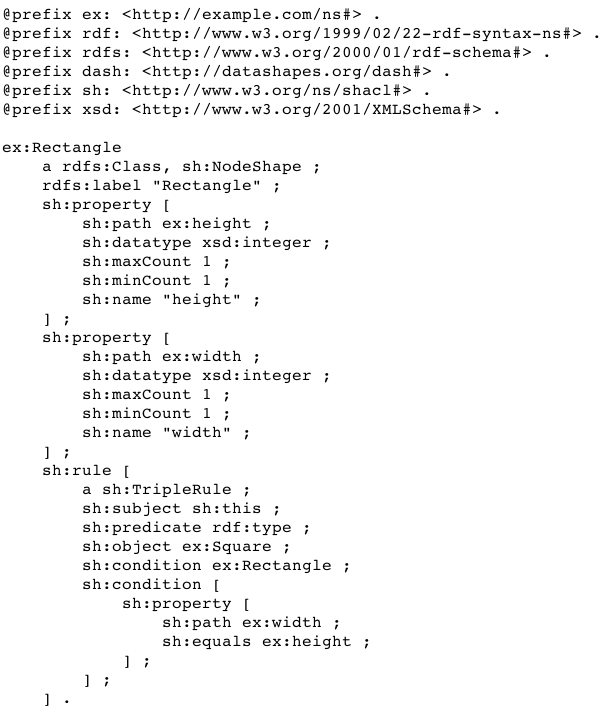 @prefix ex: <http://example.com/ns#> .
@prefix rdf: <http://www.w3.org/1999/02/22-rdf-syntax-ns#> .
@prefix rdfs: <http://www.w3.org/2000/01/rdf-schema#> .
@prefix dash: <http://datashapes.org/dash#> .
@prefix sh: <http://www.w3.org/ns/shacl#> .
@prefix xsd: <http://www.w3.org/2001/XMLSchema#> .

ex:Rectangle
    a rdfs:Class, sh:NodeShape ;
    rdfs:label "Rectangle" ;
    sh:property [
        sh:path ex:height ;
        sh:datatype xsd:integer ;
        sh:maxCount 1 ;
        sh:minCount 1 ;
        sh:name "height" ;
    ] ;
    sh:property [
        sh:path ex:width ;
        sh:datatype xsd:integer ;
        sh:maxCount 1 ;
        sh:minCount 1 ;
        sh:name "width" ;
    ] ;
    sh:rule [
        a sh:TripleRule ;
        sh:subject sh:this ;
        sh:predicate rdf:type ;
        sh:object ex:Square ;
        sh:condition ex:Rectangle ;
        sh:condition [
            sh:property [
                sh:path ex:width ;
                sh:equals ex:height ;
            ] ;
        ] ;
    ] .